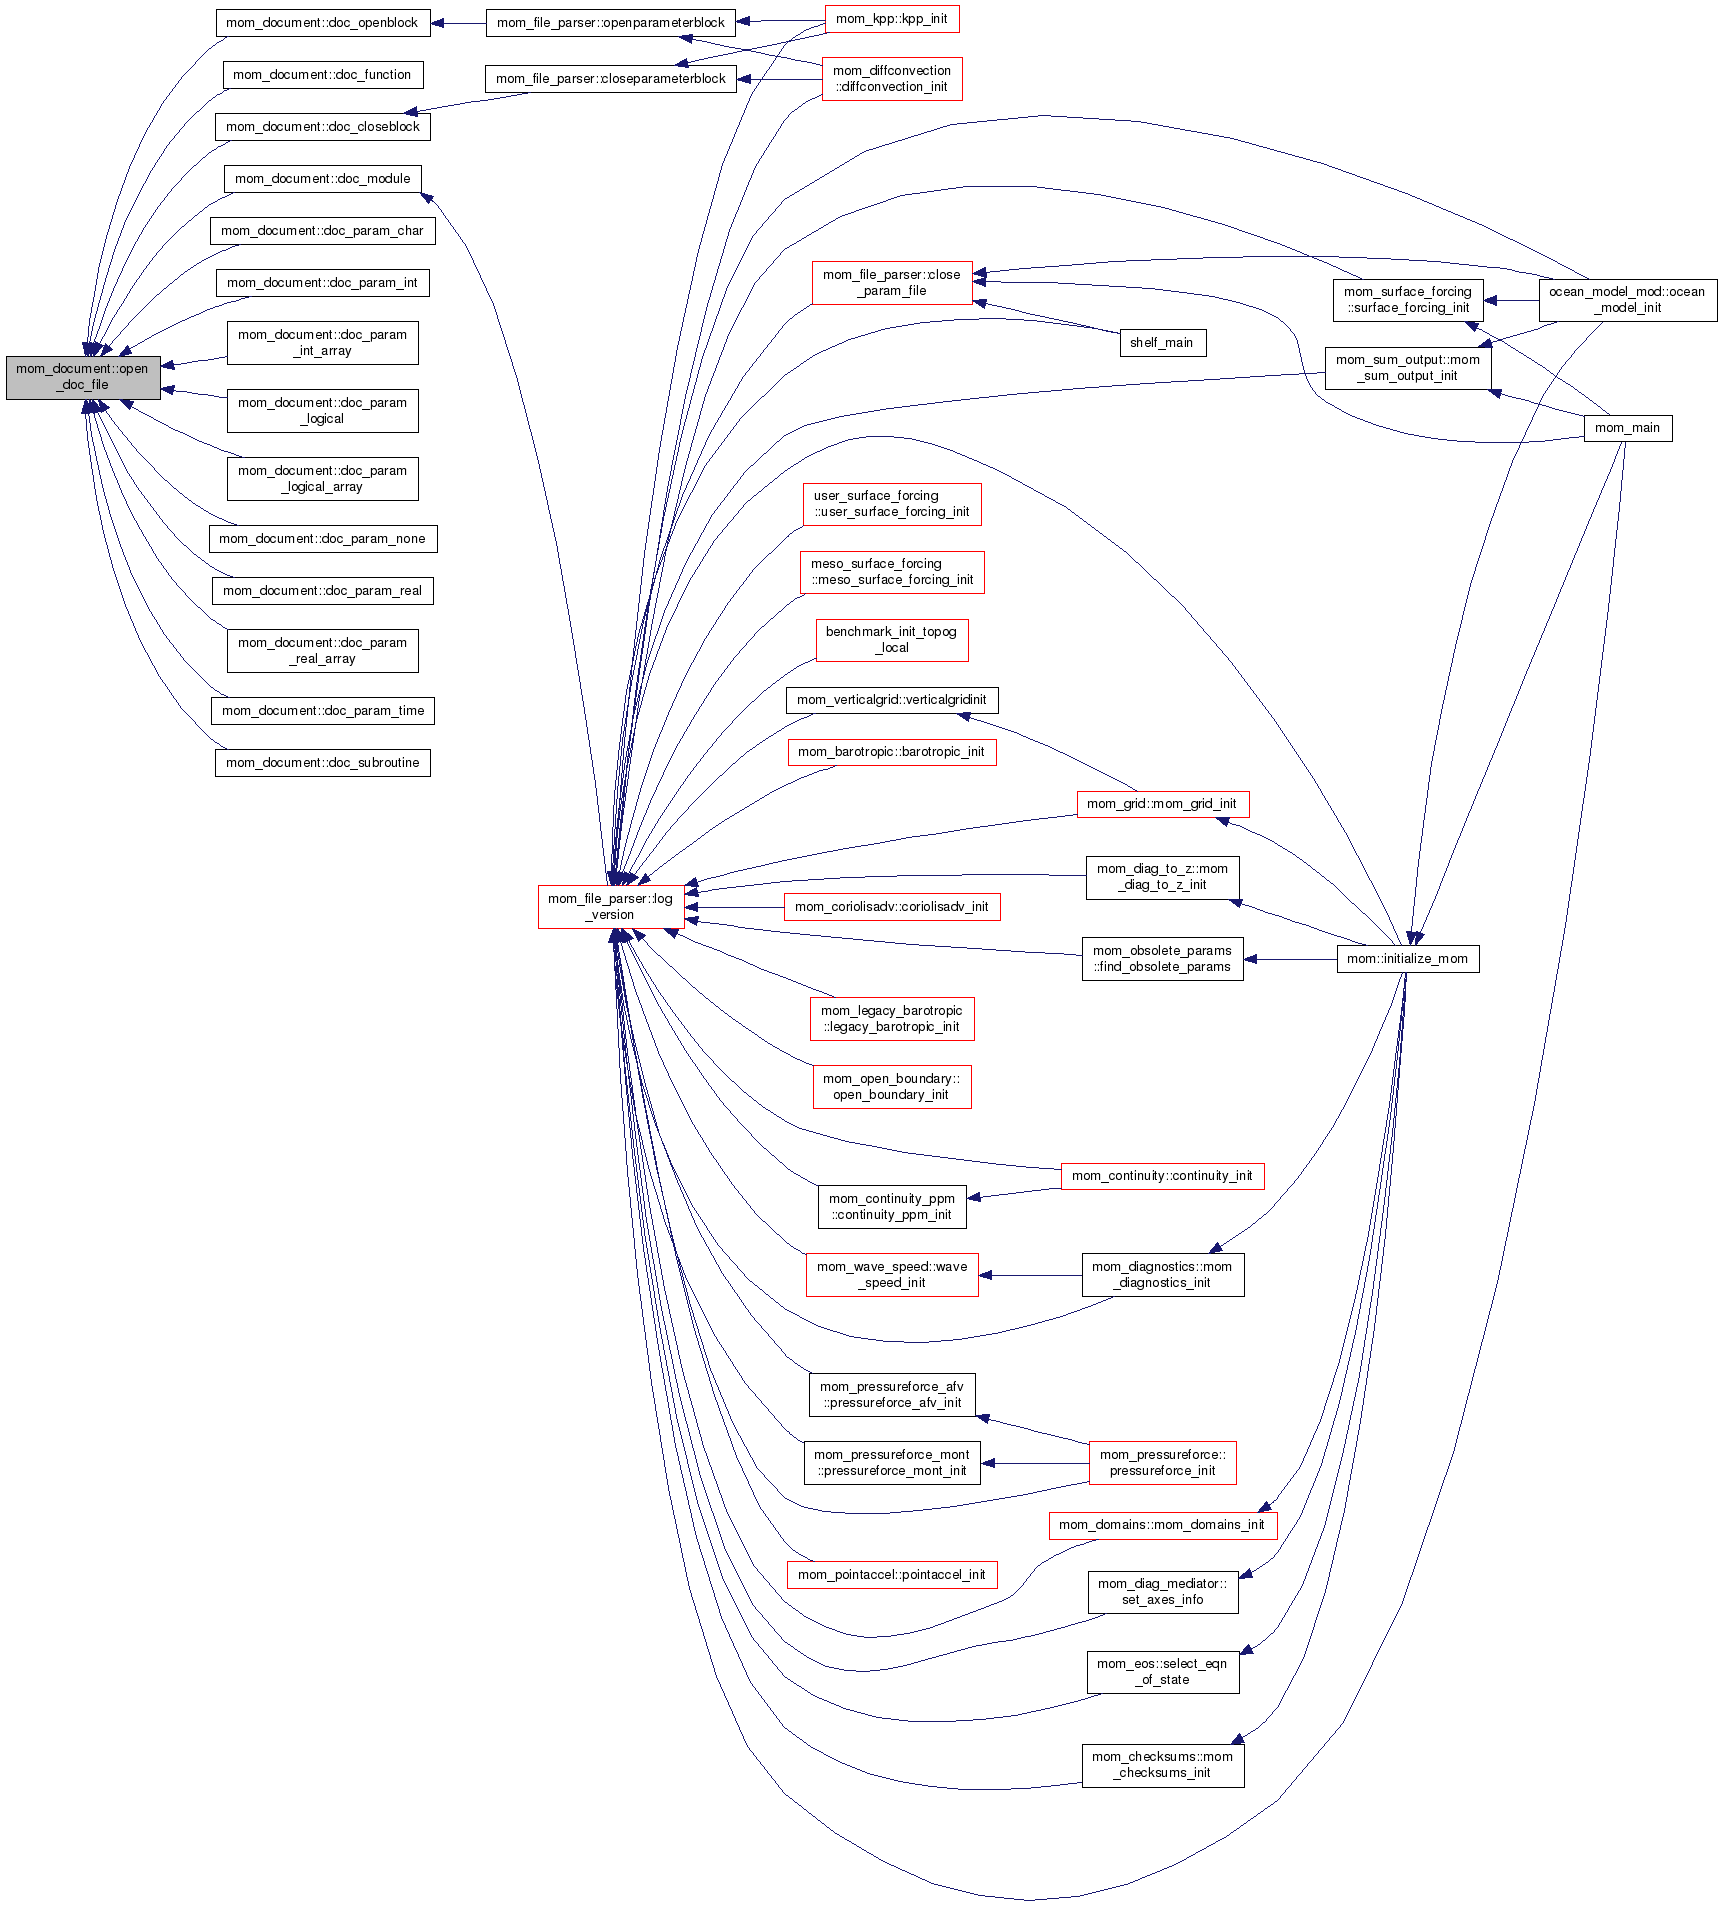 mom_document::open
_doc_file
mom_document::doc_openblock
mom_document::doc_function
mom_document::doc_closeblock
mom_document::doc_module
mom_document::doc_param_char
mom_document::doc_param_int
mom_document::doc_param
_int_array
mom_document::doc_param
_logical
mom_document::doc_param
_logical_array
mom_document::doc_param_none
mom_document::doc_param_real
mom_document::doc_param
_real_array
mom_document::doc_param_time
mom_document::doc_subroutine
mom_file_parser::openparameterblock
mom_file_parser::closeparameterblock
mom_file_parser::log
_version
mom_kpp::kpp_init
mom_diffconvection
::diffconvection_init
mom_file_parser::close
_param_file
user_surface_forcing
::user_surface_forcing_init
meso_surface_forcing
::meso_surface_forcing_init
benchmark_init_topog
_local
mom_verticalgrid::verticalgridinit
mom_barotropic::barotropic_init
mom_coriolisadv::coriolisadv_init
mom_legacy_barotropic
::legacy_barotropic_init
mom_open_boundary::
open_boundary_init
mom_continuity_ppm
::continuity_ppm_init
mom_wave_speed::wave
_speed_init
mom_pressureforce_afv
::pressureforce_afv_init
mom_pressureforce_mont
::pressureforce_mont_init
mom_pointaccel::pointaccel_init
shelf_main
mom_grid::mom_grid_init
mom_diag_to_z::mom
_diag_to_z_init
mom_obsolete_params
::find_obsolete_params
mom_continuity::continuity_init
mom_diagnostics::mom
_diagnostics_init
mom_pressureforce::
pressureforce_init
mom_domains::mom_domains_init
mom_diag_mediator::
set_axes_info
mom_eos::select_eqn
_of_state
mom_checksums::mom
_checksums_init
mom_surface_forcing
::surface_forcing_init
mom_sum_output::mom
_sum_output_init
mom::initialize_mom
ocean_model_mod::ocean
_model_init
mom_main